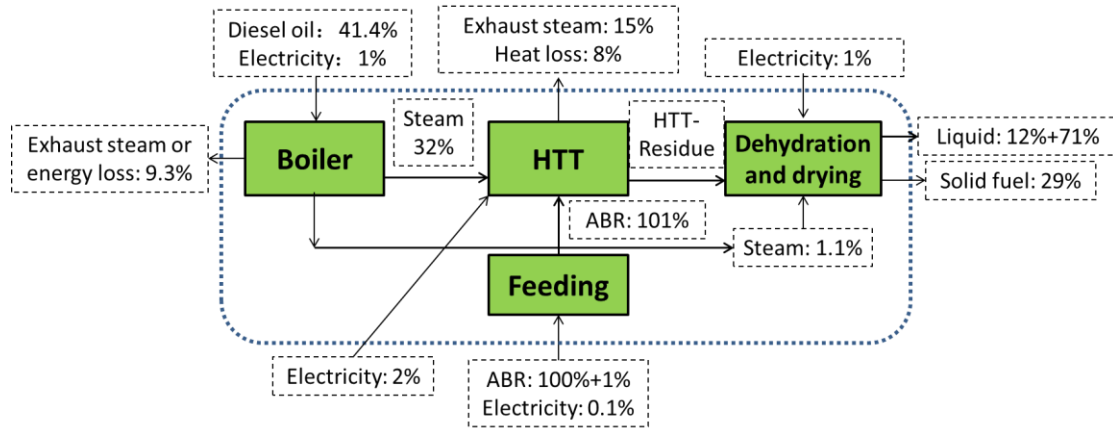 Diesel oil：41.4%
Electricity：1%
Exhaust steam: 15%
Heat loss: 8%
Electricity: 1%
Exhaust steam or
energy loss: 9.3%
Boiler
Steam
32%
HTT
HTT-
Residue
Dehydration
and drying
Liquid: 12%+71%
Solid fuel: 29%
ABR: 101%
Steam: 1.1%
Feeding
Electricity: 2%
ABR: 100%+1%
Electricity: 0.1%